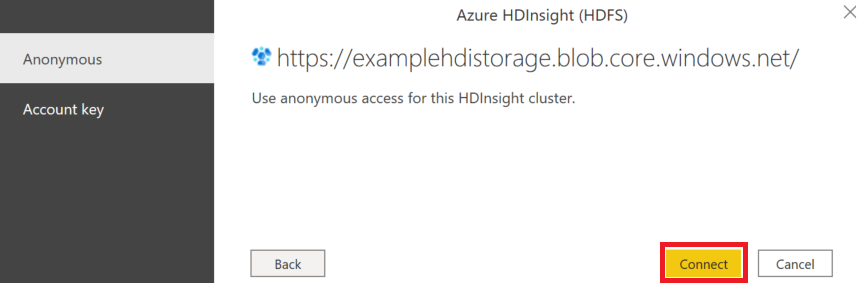 Azure HDInsight (HDFS)
Anonymous
Account key
https://examplehdistorage.blob.core.windows.net/
Use anonymous access for this HDInsight cluster.
Back
Connect
Cancel